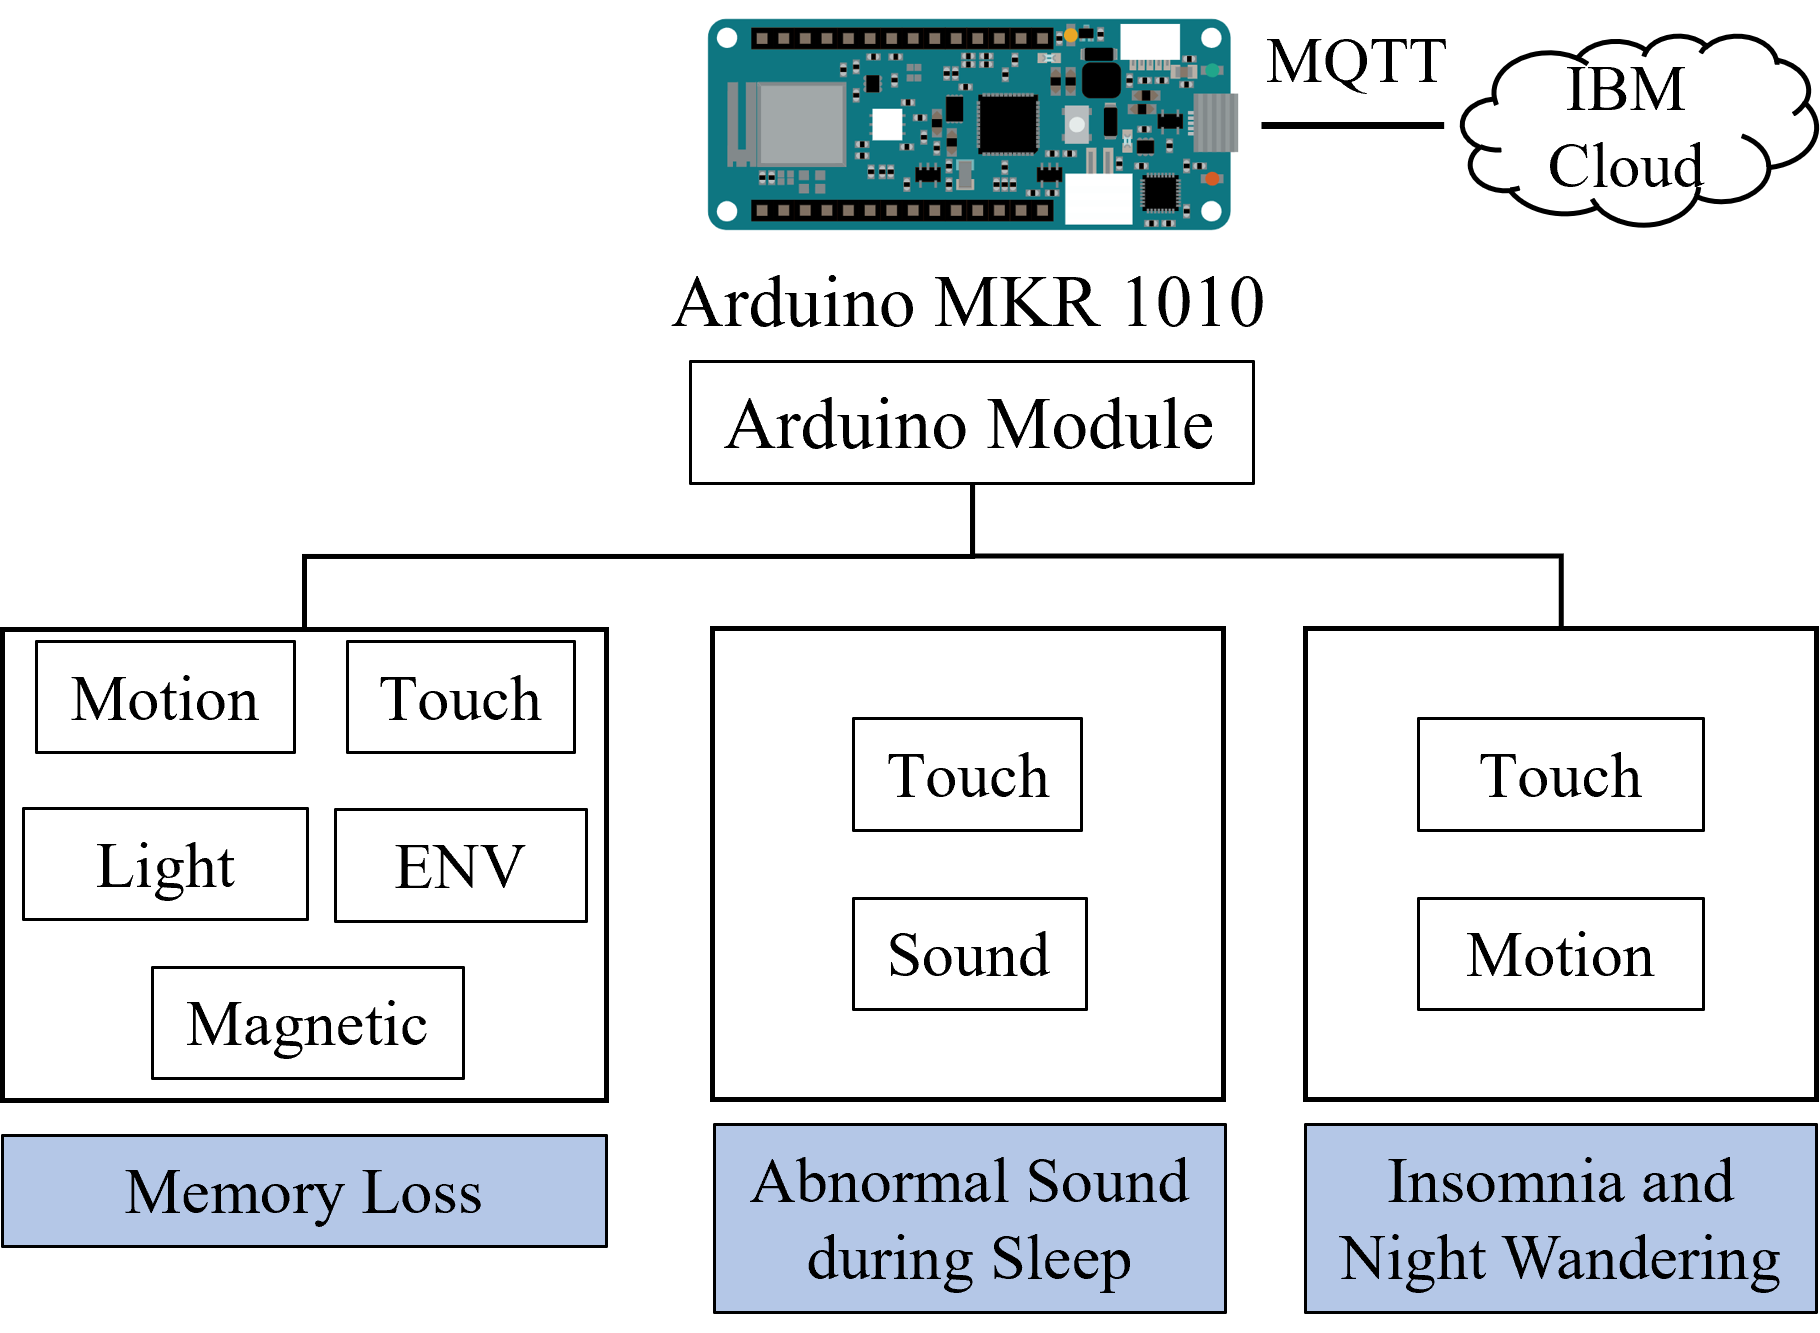 MQTT
IBM
Cloud
Arduino MKR 1010
Arduino Module
Motion
Touch
Light
ENV
Magnetic
Memory Loss
Touch
Sound
Abnormal Sound
during Sleep
Touch
Motion
Insomnia and
Night Wandering